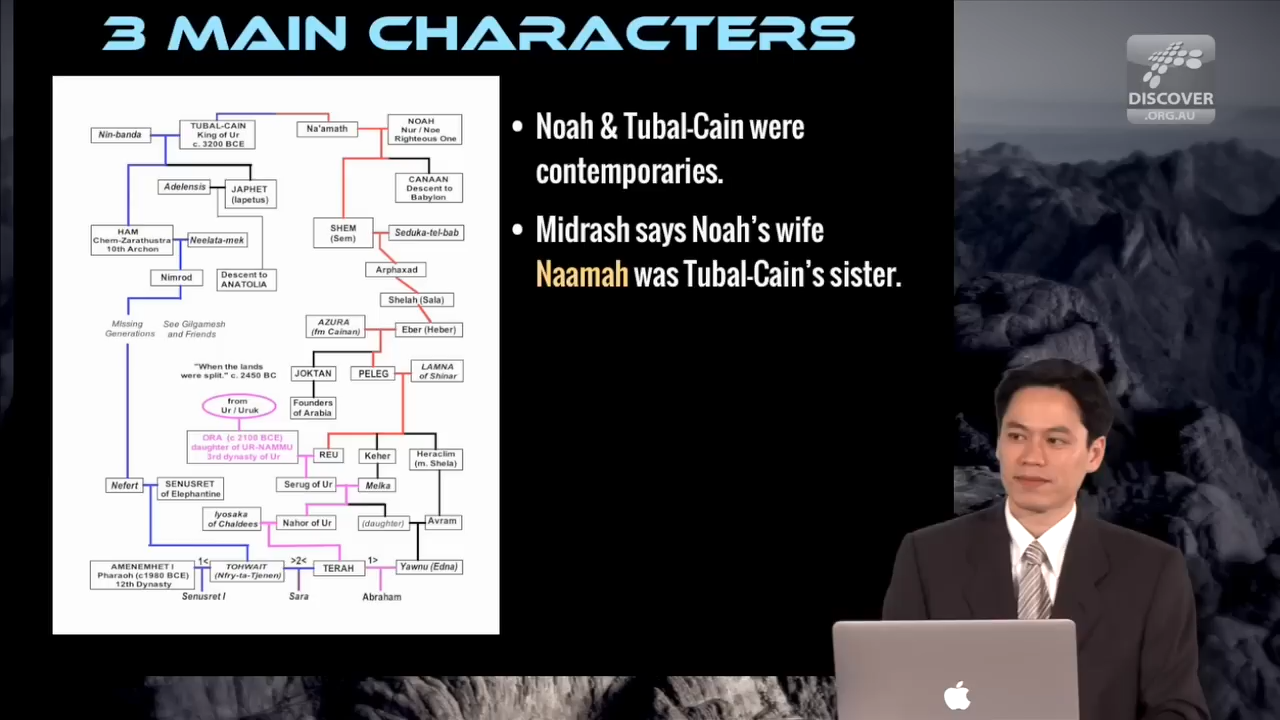 3 MAIN CHARACTERS
DISCOVER
.ORG.AU
• Noah & Tubal-Cain were
contemporaries.
• Midrash says Noah's wife
Naamah was Tubal-Cain's sister.
Nin-banda
TUBAL-CAIN
King of Ur
c. 3200 BCE
Na'amath
NOAH
Nur / Noe
Righteous One
Adelensis
JAPHET
(Iapetus)
CANAAN
Descent to
Babylon
HAM
Chem-Zarathustra
10th Archon
Neelata-mek
SHEM
(Sem)
Seduka-tel-bab
Nimrod
Descent to
ANATOLIA
Arphaxad
Shelah (Sala)
Missing
Generations
See Gilgamesh
and Friends
AZURA
(fm Cainan)
Eber (Heber)
"When the lands
were split." c. 2450 BC
JOKTAN
PELEG
LAMNA
of Shinar
from
Ur / Uruk
Founders
of Arabia
ORA (c 2100 BCE)
daughter of UR-NAMMU
3rd dynasty of Ur
REU
Keher
Heraclim
(m. Shela)
Nefert
SENUSRET
of Elephantine
Serug of Ur
Melka
Iyosaka
of Chaldees
Nahor of Ur
(daughter)
Avram
AMENEMHET I
Pharaoh (c1980 BCE)
12th Dynasty
1<
TOHWAIT
(Nfry-ta-Tjenen)
>2<
TERAH
1>
Yawnu (Edna)
Senusret I
Sara
Abraham